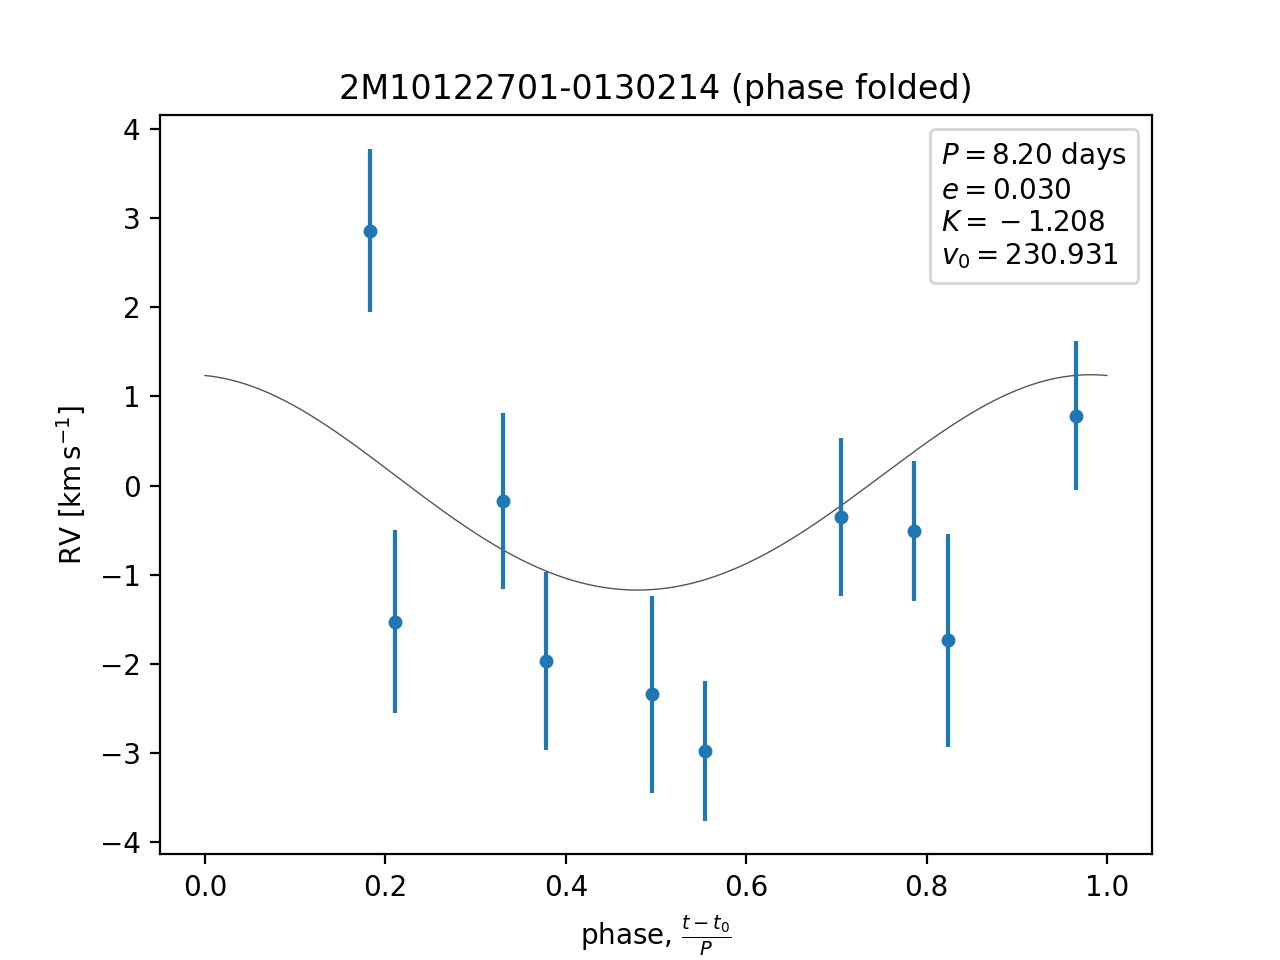 2M10122701-0130214 (phase folded)
P = 8.20 days
e = 0.030
K = −1.208
v₀ = 230.931
RV [km s⁻¹]
4
3
2
1
0
−1
−2
−3
−4
0.0 0.2 0.4 0.6 0.8 1.0
phase, (t − t₀)/P